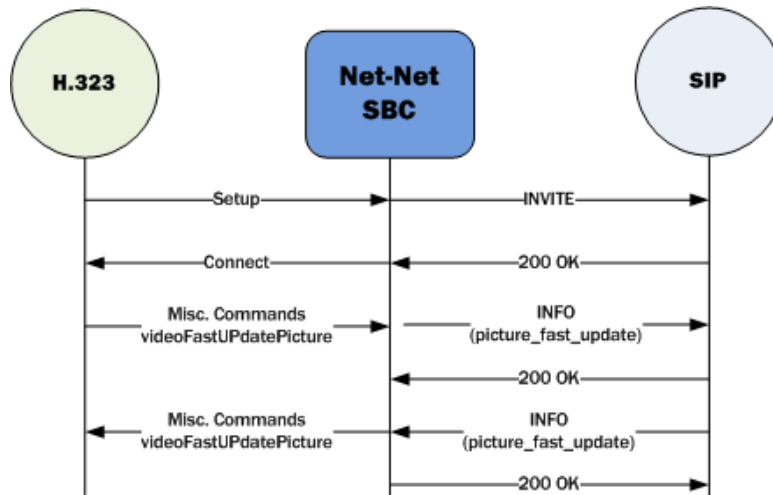 H.323
Net-Net
SBC
SIP
Setup
INVITE
Connect
200 OK
Misc. Commands
videoFastUPdatePicture
INFO
(picture_fast_update)
200 OK
Misc. Commands
videoFastUPdatePicture
INFO
(picture_fast_update)
200 OK